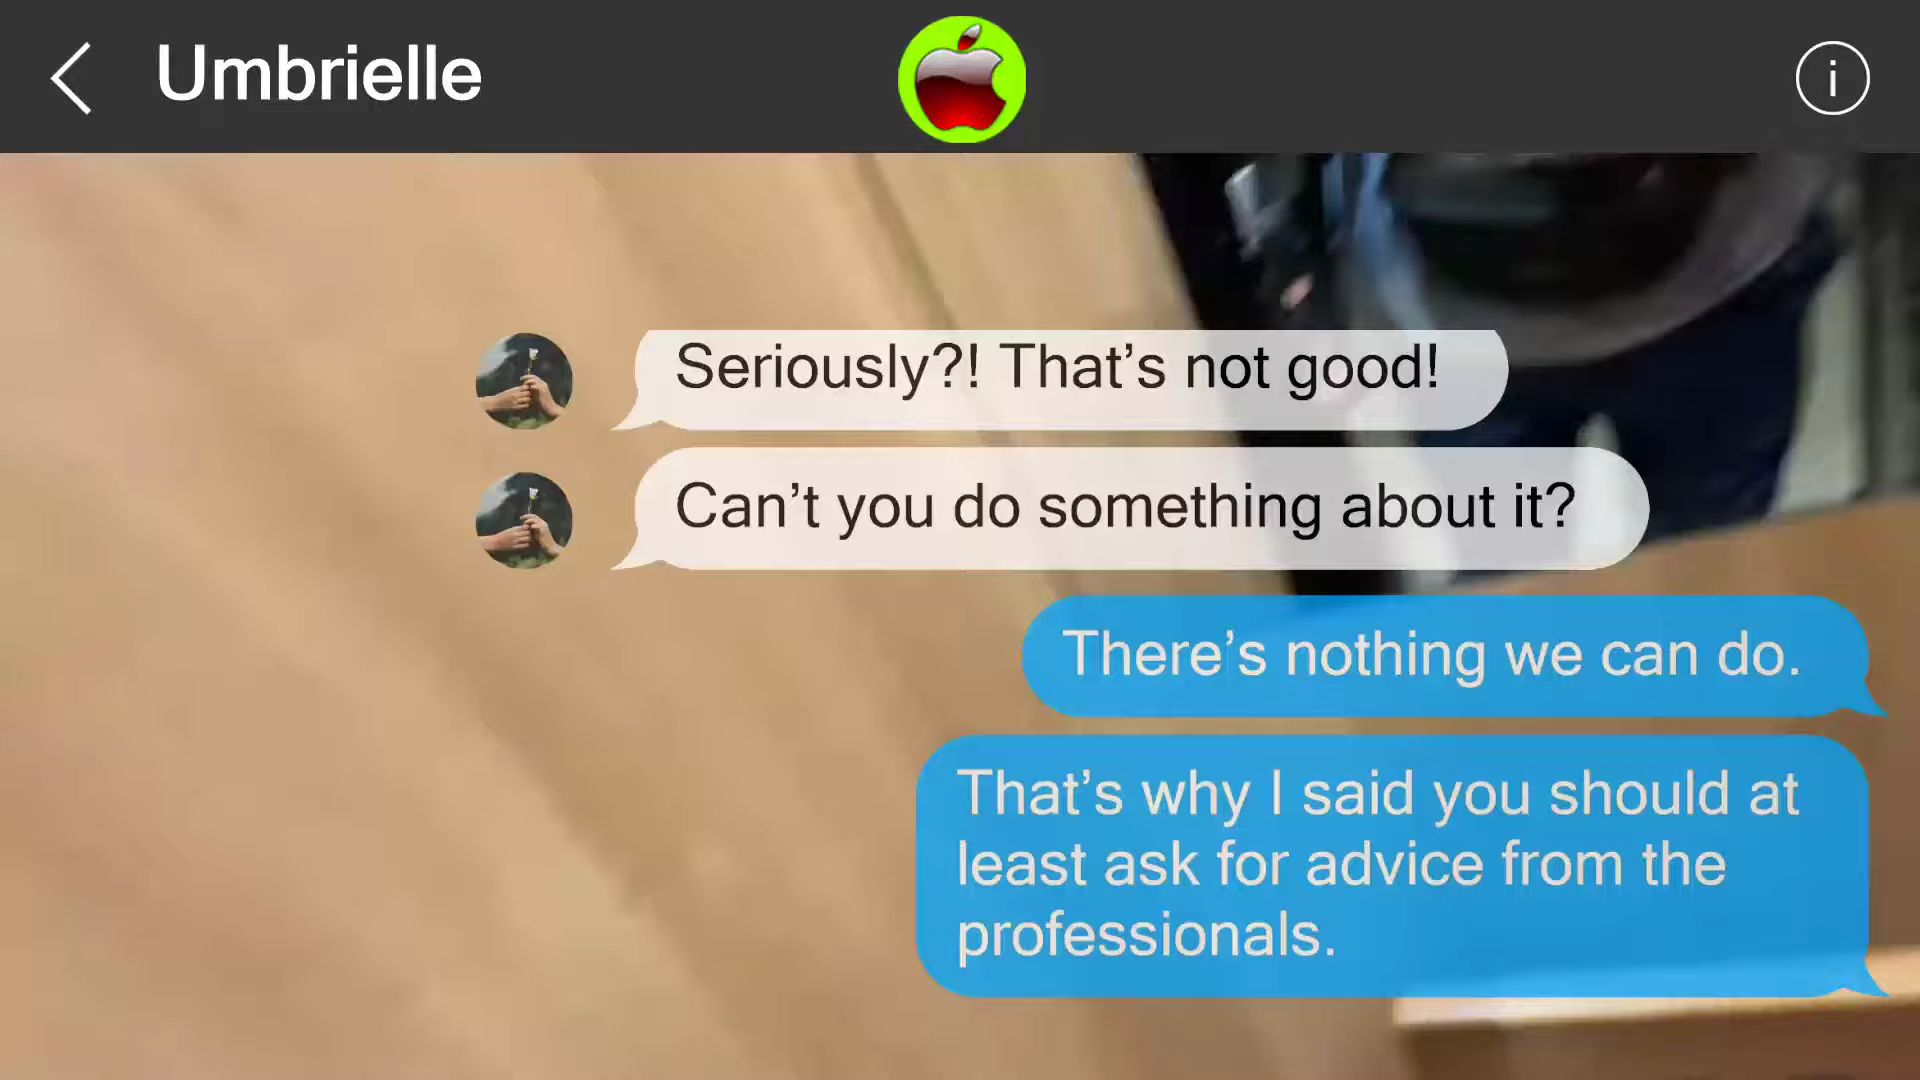 Umbrielle
i
Seriously?! That’s not good!
Can’t you do something about it?
There’s nothing we can do.
That’s why I said you should at
least ask for advice from the
professionals.